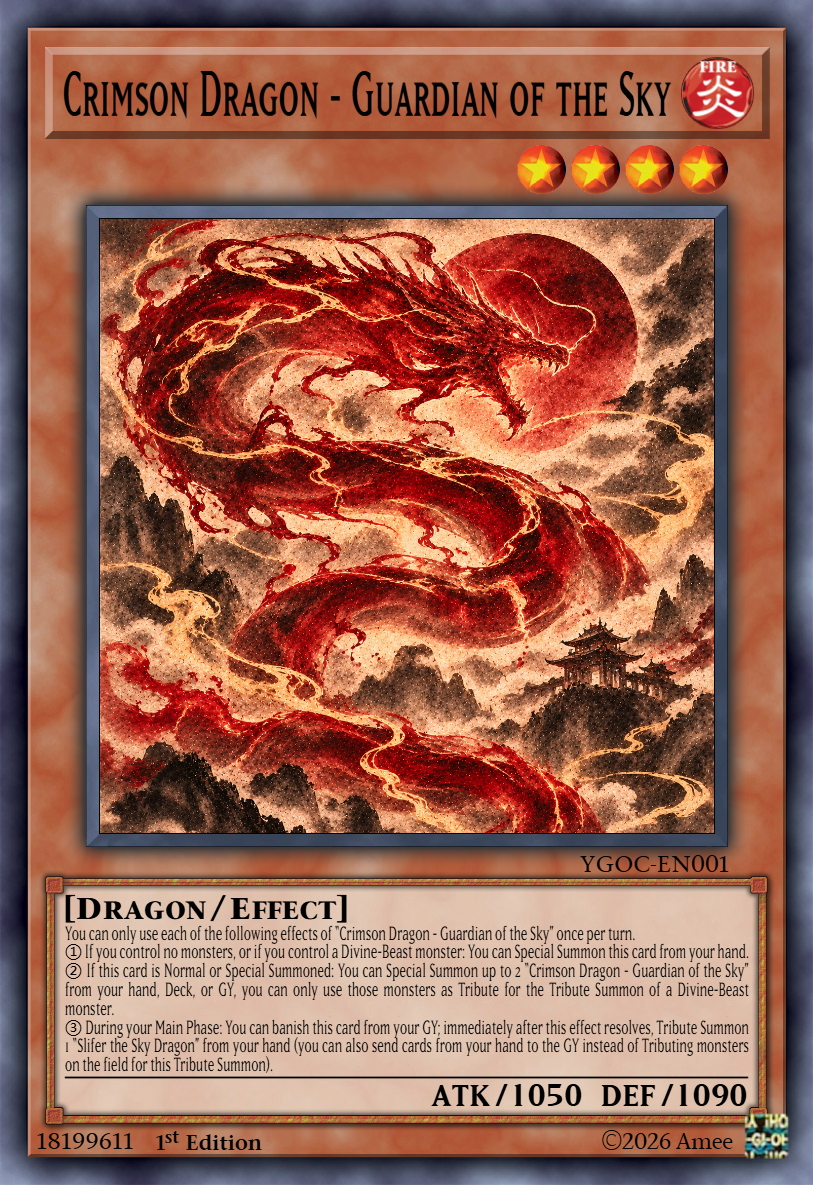 Crimson Dragon - Guardian of the Sky
FIRE
炎
YGOC-EN001
[Dragon/Effect]
You can only use each of the following effects of "Crimson Dragon - Guardian of the Sky" once per turn.
① If you control no monsters, or if you control a Divine-Beast monster: You can Special Summon this card from your hand.
② If this card is Normal or Special Summoned: You can Special Summon up to 2 "Crimson Dragon - Guardian of the Sky"
from your hand, Deck, or GY, you can only use those monsters as Tribute for the Tribute Summon of a Divine-Beast
monster.
③ During your Main Phase: You can banish this card from your GY; immediately after this effect resolves, Tribute Summon
1 "Slifer the Sky Dragon" from your hand (you can also send cards from your hand to the GY instead of Tributing monsters
on the field for this Tribute Summon).
ATK/1050 DEF/1090
18199611 1st Edition ©2026 Amee